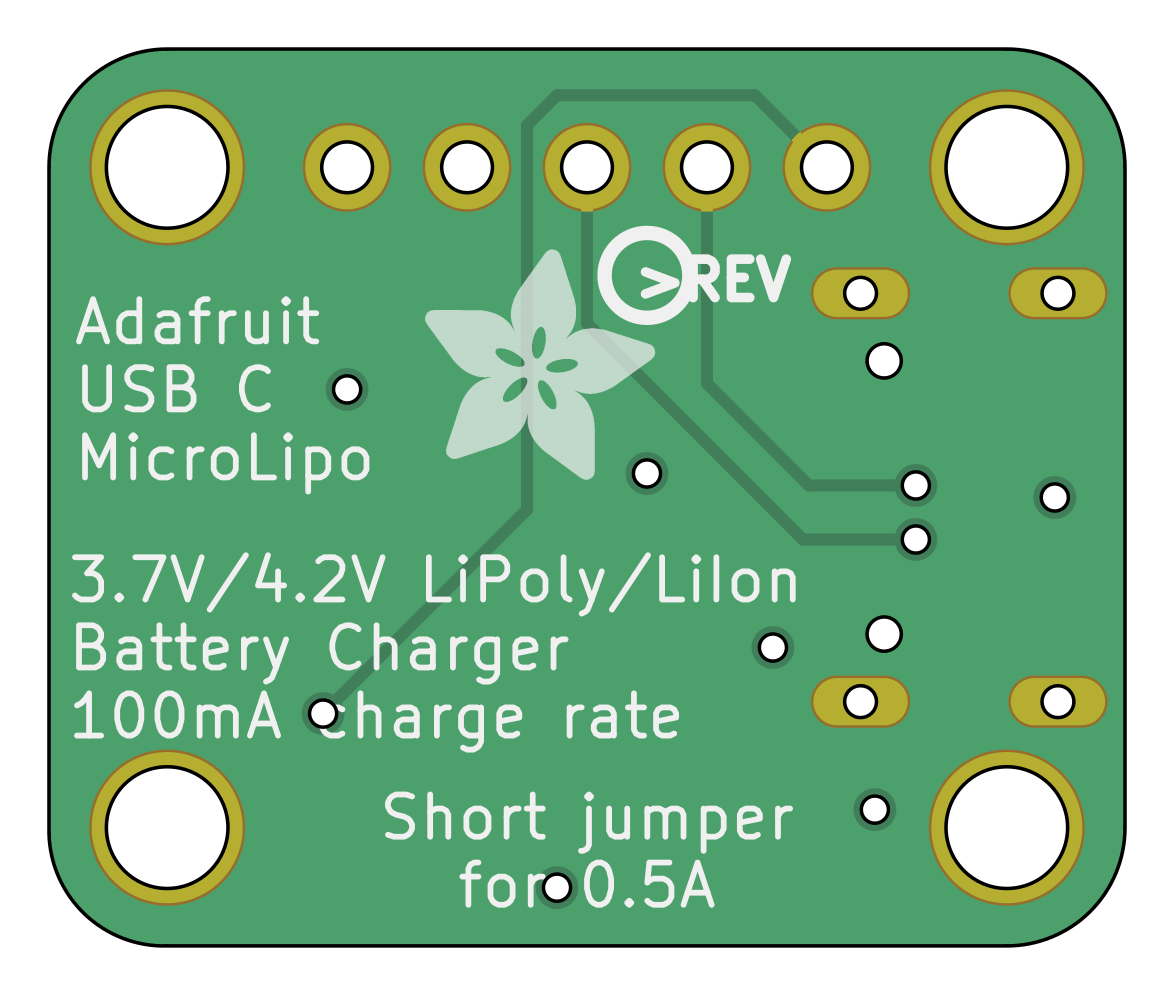 >REV
Adafruit
USB C
MicroLipo
3.7V/4.2V LiPoly/LiIon
Battery Charger
100mA charge rate
Short jumper
for 0.5A